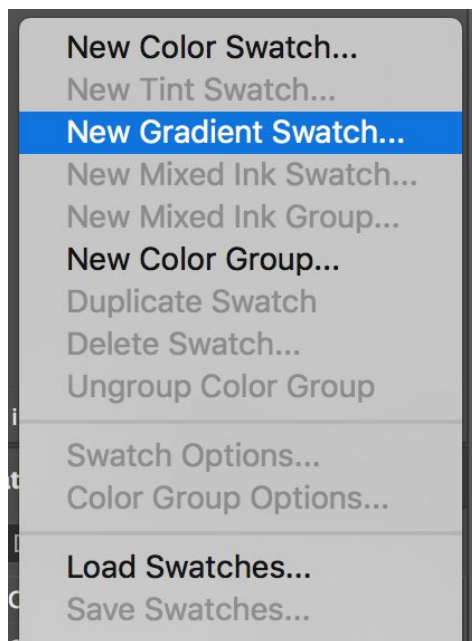 New Color Swatch...
New Tint Swatch...
New Gradient Swatch...
New Mixed Ink Swatch...
New Mixed Ink Group...
New Color Group...
Duplicate Swatch
Delete Swatch...
Ungroup Color Group
Swatch Options...
Color Group Options...
Load Swatches...
Save Swatches...